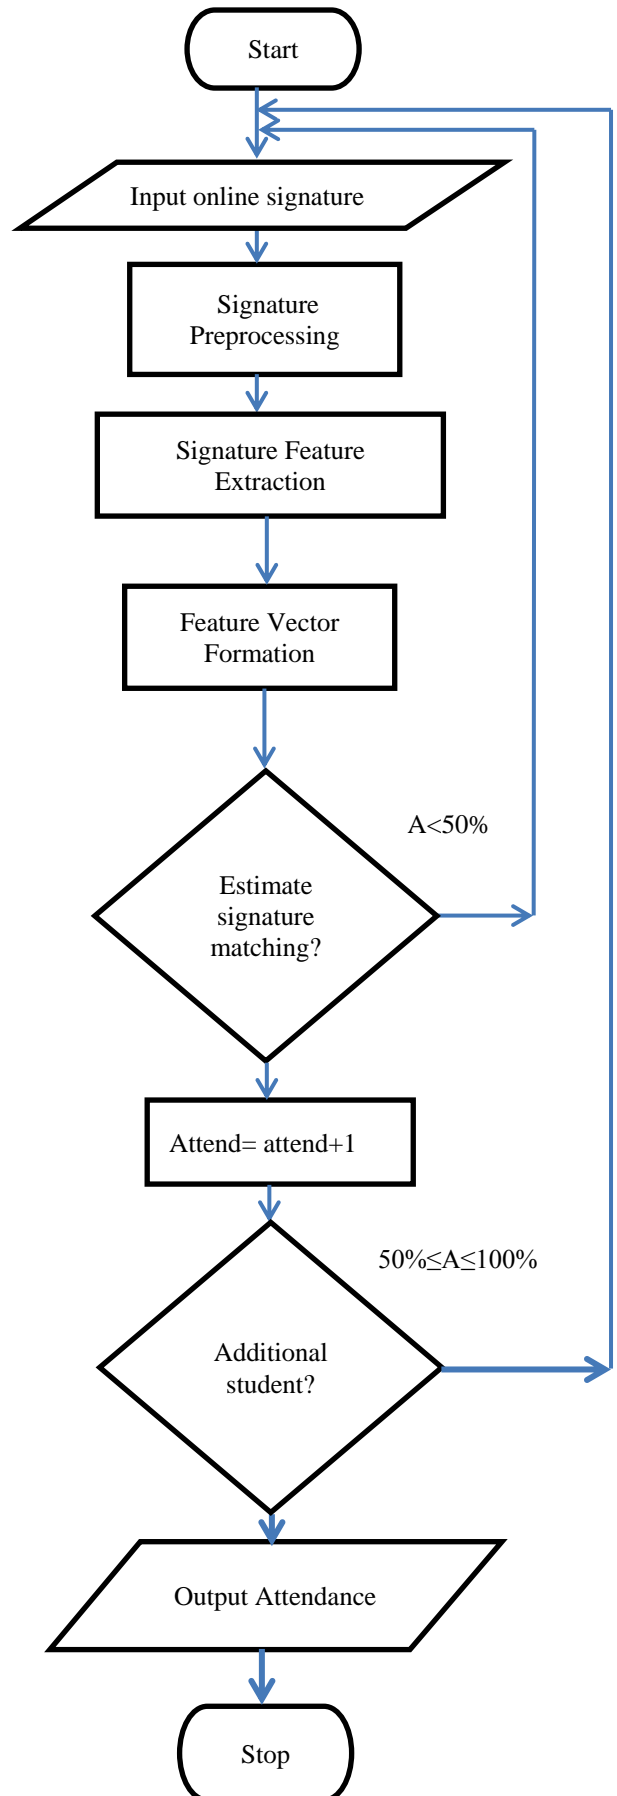 Start
Input online signature
Signature
Preprocessing
Signature Feature
Extraction
Feature Vector
Formation
A<50%
Estimate
signature
matching?
Attend= attend+1
50%≤A≤100%
Additional
student?
Output Attendance
Stop